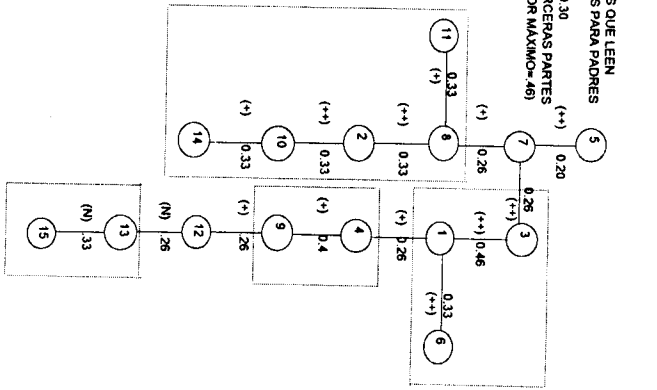 S QUE LEEN
S PARA PADRES
.30
RCERAS PARTES
OR MÁXIMO=.46)
5
(++) 0.20
7 0.26 (++) 3
(+) 0.26 (++) 0.46
11 0.33 (+) 8 1 0.33 (++) 6
(++) 0.33 (+) 0.26
2 4
(++) 0.33 (+) 0.4
10 9
(+) 0.33 (+) .26
14 12
(N) .26
13
(N) .33
15